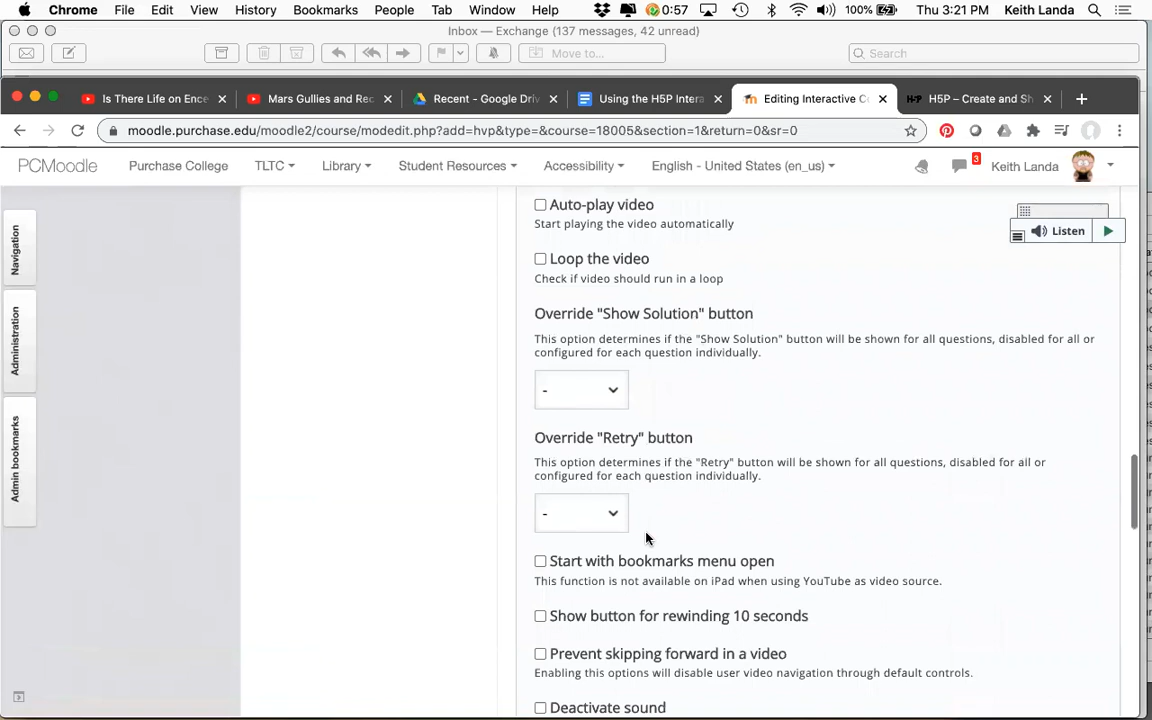 Chrome File Edit View History Bookmarks People Tab Window Help 0:57 100% Thu 3:21 PM Keith Landa
Inbox — Exchange (137 messages, 42 unread)
Move to... Search
Is There Life on Ence Mars Gullies and Rec Recent - Google Driv Using the H5P Intera Editing Interactive Co H5P – Create and Sh
moodle.purchase.edu/moodle2/course/modedit.php?add=hvp&type=&course=18005&section=1&return=0&sr=0
PCMoodle Purchase College TLTC Library Student Resources Accessibility English - United States (en_us) 3 Keith Landa
Navigation
Administration
Admin bookmarks
Listen
Auto-play video
Start playing the video automatically
Loop the video
Check if video should run in a loop
Override "Show Solution" button
This option determines if the "Show Solution" button will be shown for all questions, disabled for all or
configured for each question individually.
-
Override "Retry" button
This option determines if the "Retry" button will be shown for all questions, disabled for all or
configured for each question individually.
-
Start with bookmarks menu open
This function is not available on iPad when using YouTube as video source.
Show button for rewinding 10 seconds
Prevent skipping forward in a video
Enabling this options will disable user video navigation through default controls.
Deactivate sound